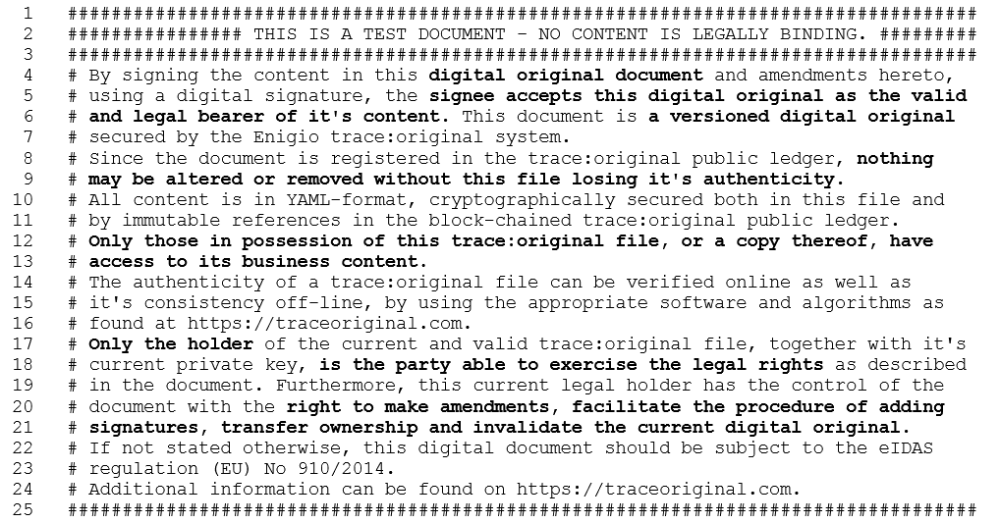 1 ###################################################################################
2 ################ THIS IS A TEST DOCUMENT - NO CONTENT IS LEGALLY BINDING. #########
3 ###################################################################################
4 # By signing the content in this digital original document and amendments hereto,
5 # using a digital signature, the signee accepts this digital original as the valid
6 # and legal bearer of it's content. This document is a versioned digital original
7 # secured by the Enigio trace:original system.
8 # Since the document is registered in the trace:original public ledger, nothing
9 # may be altered or removed without this file losing it's authenticity.
10 # All content is in YAML-format, cryptographically secured both in this file and
11 # by immutable references in the block-chained trace:original public ledger.
12 # Only those in possession of this trace:original file, or a copy thereof, have
13 # access to its business content.
14 # The authenticity of a trace:original file can be verified online as well as
15 # it's consistency off-line, by using the appropriate software and algorithms as
16 # found at https://traceoriginal.com.
17 # Only the holder of the current and valid trace:original file, together with it's
18 # current private key, is the party able to exercise the legal rights as described
19 # in the document. Furthermore, this current legal holder has the control of the
20 # document with the right to make amendments, facilitate the procedure of adding
21 # signatures, transfer ownership and invalidate the current digital original.
22 # If not stated otherwise, this digital document should be subject to the eIDAS
23 # regulation (EU) No 910/2014.
24 # Additional information can be found on https://traceoriginal.com.
25 ###################################################################################